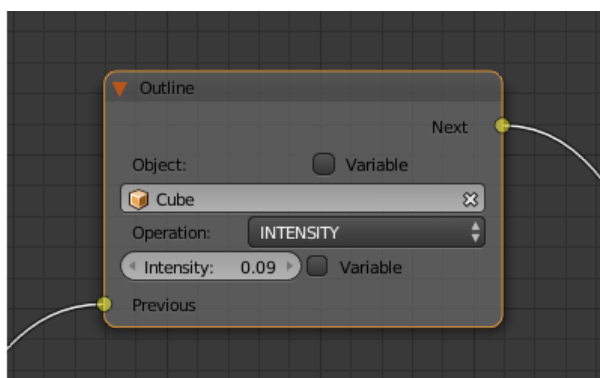 Outline
Next
Object: Variable
Cube
Operation: INTENSITY
Intensity: 0.09 Variable
Previous